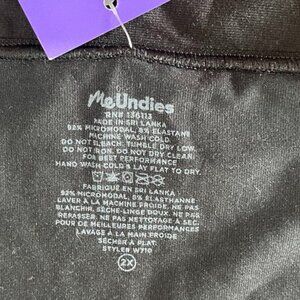 MeUndies
RN# 136113
MADE IN SRI LANKA
92% MICROMODAL, 8% ELASTANE
MACHINE WASH COLD
DO NOT BLEACH. TUMBLE DRY LOW.
DO NOT IRON. DO NOT DRY CLEAN.
FOR BEST PERFORMANCE
HAND WASH COLD & LAY FLAT TO DRY.
FABRIQUÉ EN SRI LANKA
92% MICROMODAL, 8% ÉLASTHANNE
LAVER À LA MACHINE FROIDE. NE PAS
BLANCHIR. SÈCHE-LINGE DOUX. NE PAS
REPASSER. NE PAS NETTOYAGE À SEC.
POUR DE MEILLEURES PERFORMANCES
LAVAGE À LA MAIN FROIDE
SÉCHER À PLAT
STYLE# W710
2X